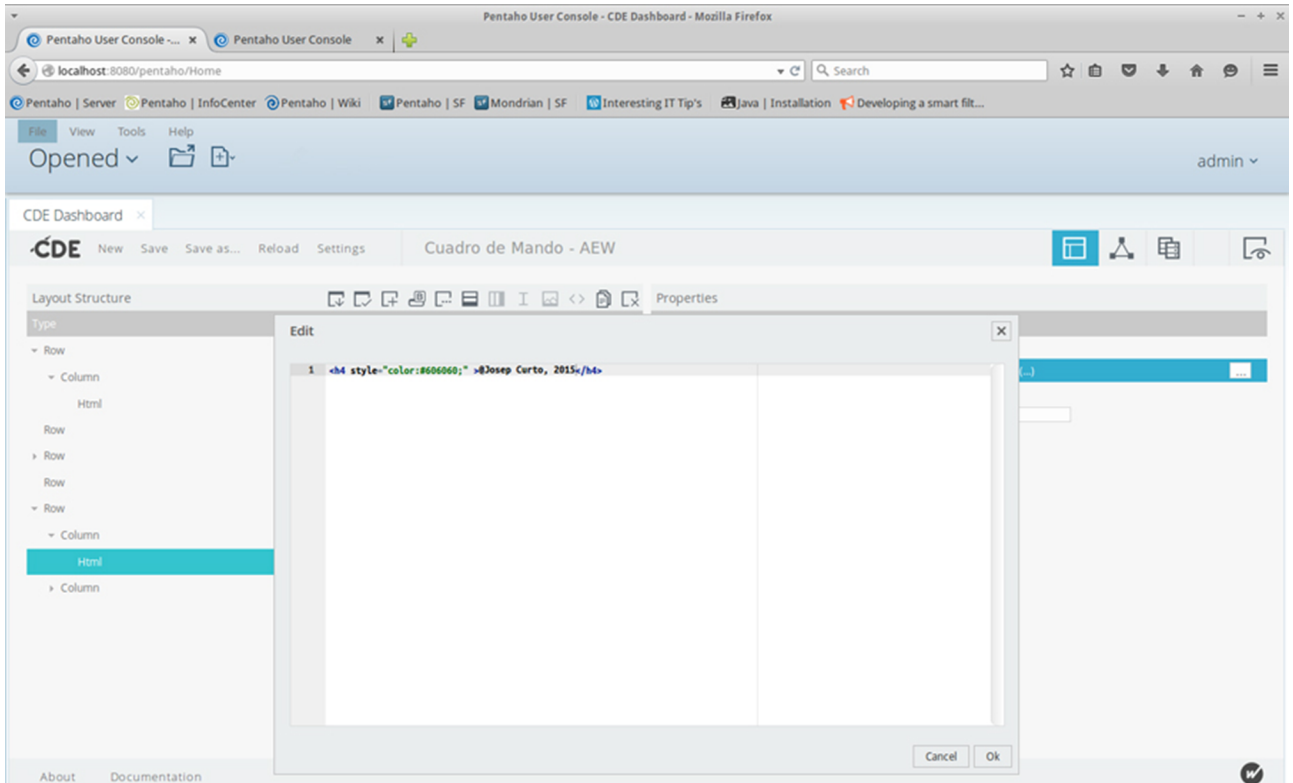 Pentaho User Console - CDE Dashboard - Mozilla Firefox
Pentaho User Console -... × Pentaho User Console ×
localhost:8080/pentaho/Home Search
Pentaho | Server Pentaho | InfoCenter Pentaho | Wiki Pentaho | SF Mondrian | SF Interesting IT Tip's Java | Installation Developing a smart filt...
File View Tools Help
Opened admin
CDE Dashboard ×
CDE New Save Save as... Reload Settings Cuadro de Mando - AEW
Layout Structure Properties
Type
Edit
Row
1 <h4 style="color:#606060;" >@Josep Curto, 2015</h4>
(...) ...
Column
Html
Row
Row
Row
Row
Column
Html
Column
Cancel Ok
About Documentation